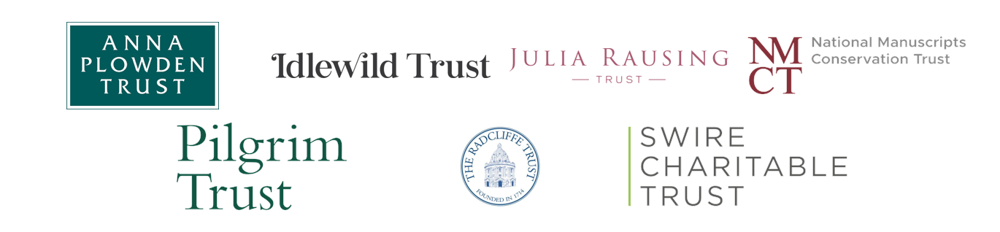 ANNA
PLOWDEN
TRUST
Idlewild Trust
JULIA RAUSING
TRUST
NM
CT
National Manuscripts
Conservation Trust
Pilgrim
Trust
THE RADCLIFFE TRUST
FOUNDED IN 1714
SWIRE
CHARITABLE
TRUST